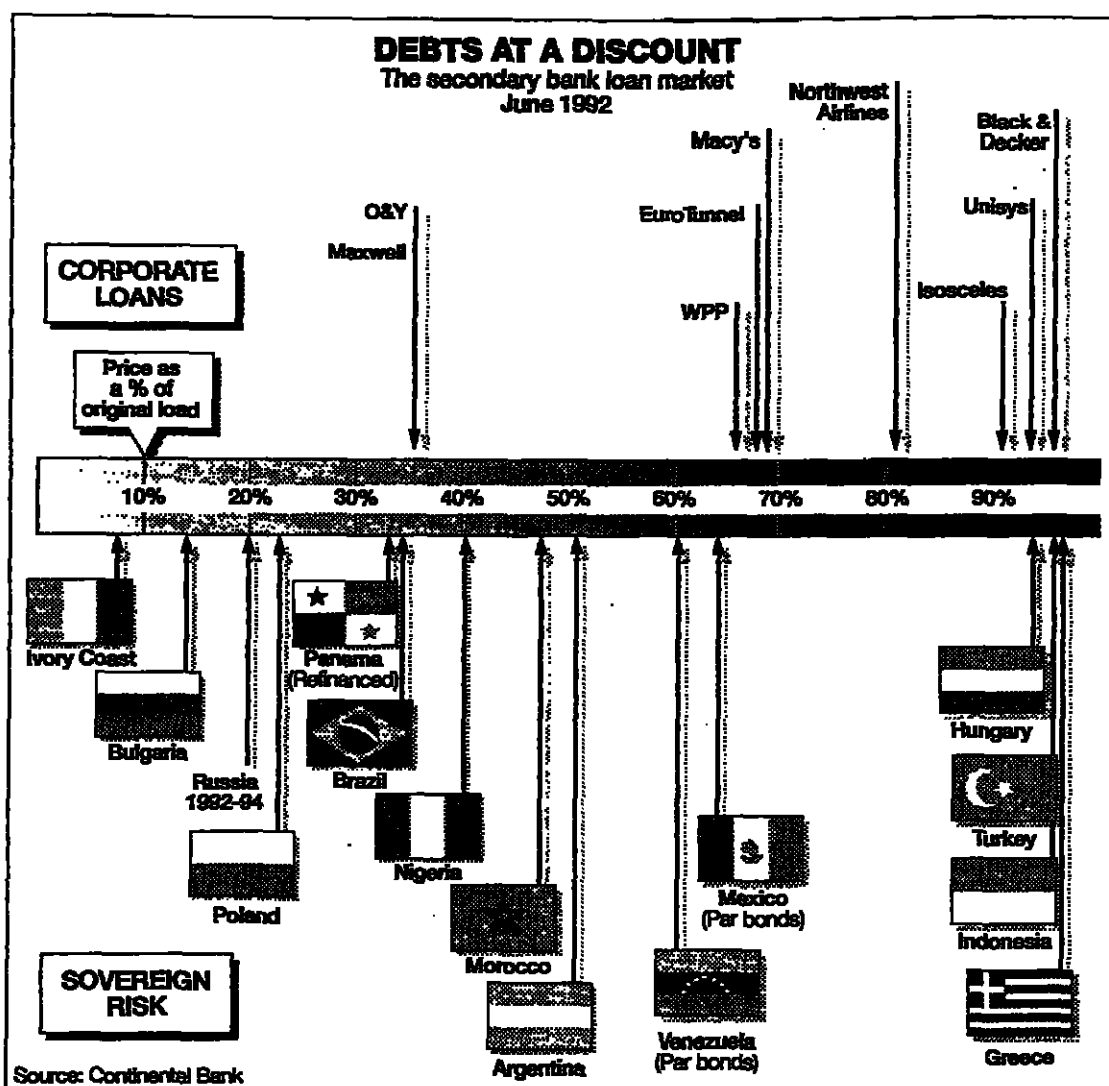 DEBTS AT A DISCOUNT
The secondary bank loan market
June 1992
Northwest
Airlines
Black &
Decker
Macy's
O&Y
EuroTunnel
Unisys
Maxwell
CORPORATE
LOANS
Isosceles
WPP
Price as
a % of
original load
10% 20% 30% 40% 50% 60% 70% 80% 90%
Ivory Coast
Panama
(Refinanced)
Bulgaria
Hungary
Russia
1992-94
Brazil
Turkey
Nigeria
Mexico
(Par bonds)
Poland
Indonesia
Morocco
SOVEREIGN
RISK
Venezuela
(Par bonds)
Argentina
Greece
Source: Continental Bank